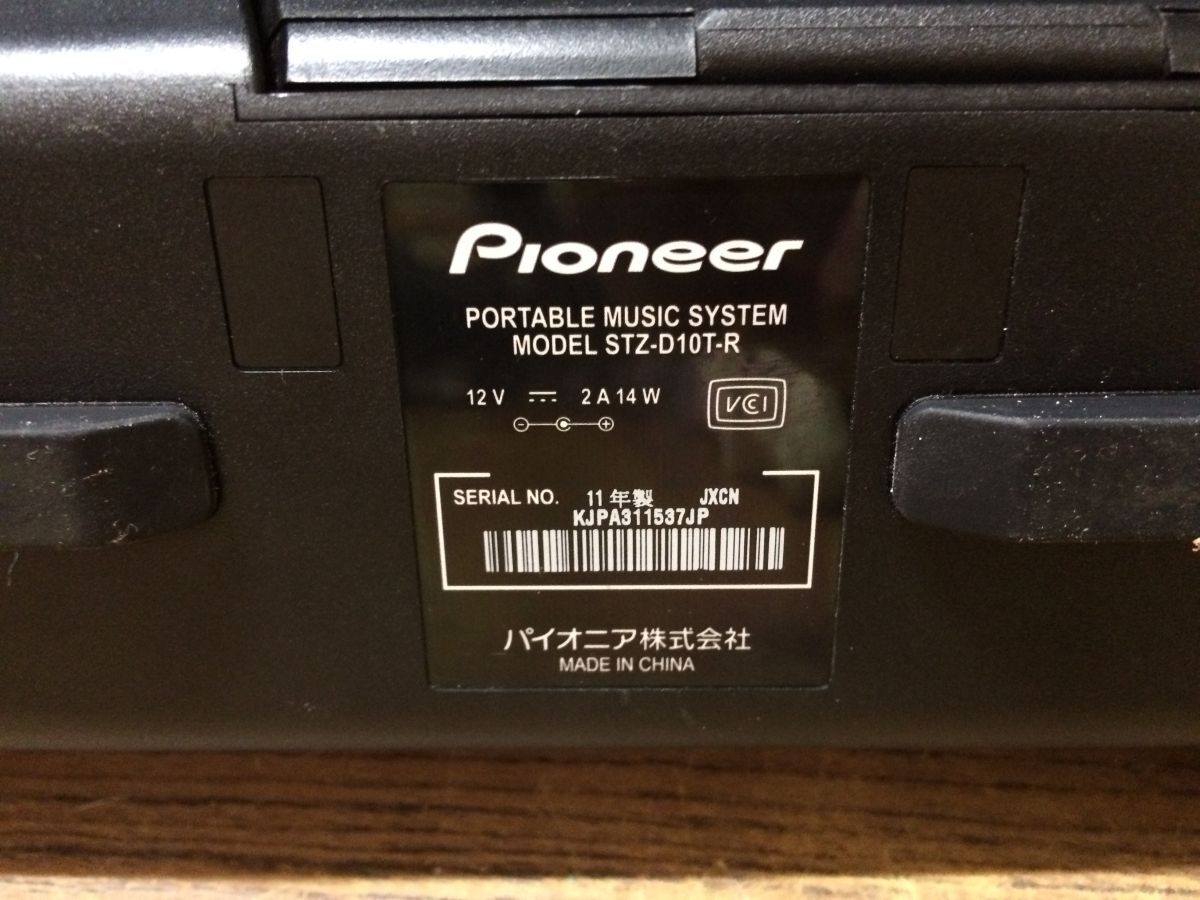 Pioneer
PORTABLE MUSIC SYSTEM
MODEL STZ-D10T-R
12 V ⎓ 2 A 14 W
VCI
SERIAL NO. 11 年製 JXCN
KJPA311537JP
パイオニア株式会社
MADE IN CHINA